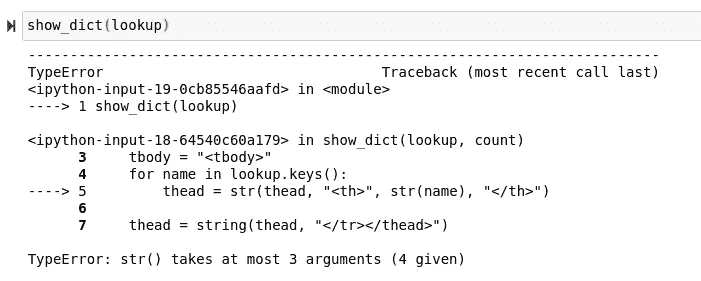 show_dict(lookup)
---------------------------------------------------------------------------
TypeError                                 Traceback (most recent call last)
<ipython-input-19-0cb85546aafd> in <module>
----> 1 show_dict(lookup)

<ipython-input-18-64540c60a179> in show_dict(lookup, count)
      3     tbody = "<tbody>"
      4     for name in lookup.keys():
----> 5         thead = str(thead, "<th>", str(name), "</th>")
      6
      7     thead = string(thead, "</tr></thead>")

TypeError: str() takes at most 3 arguments (4 given)